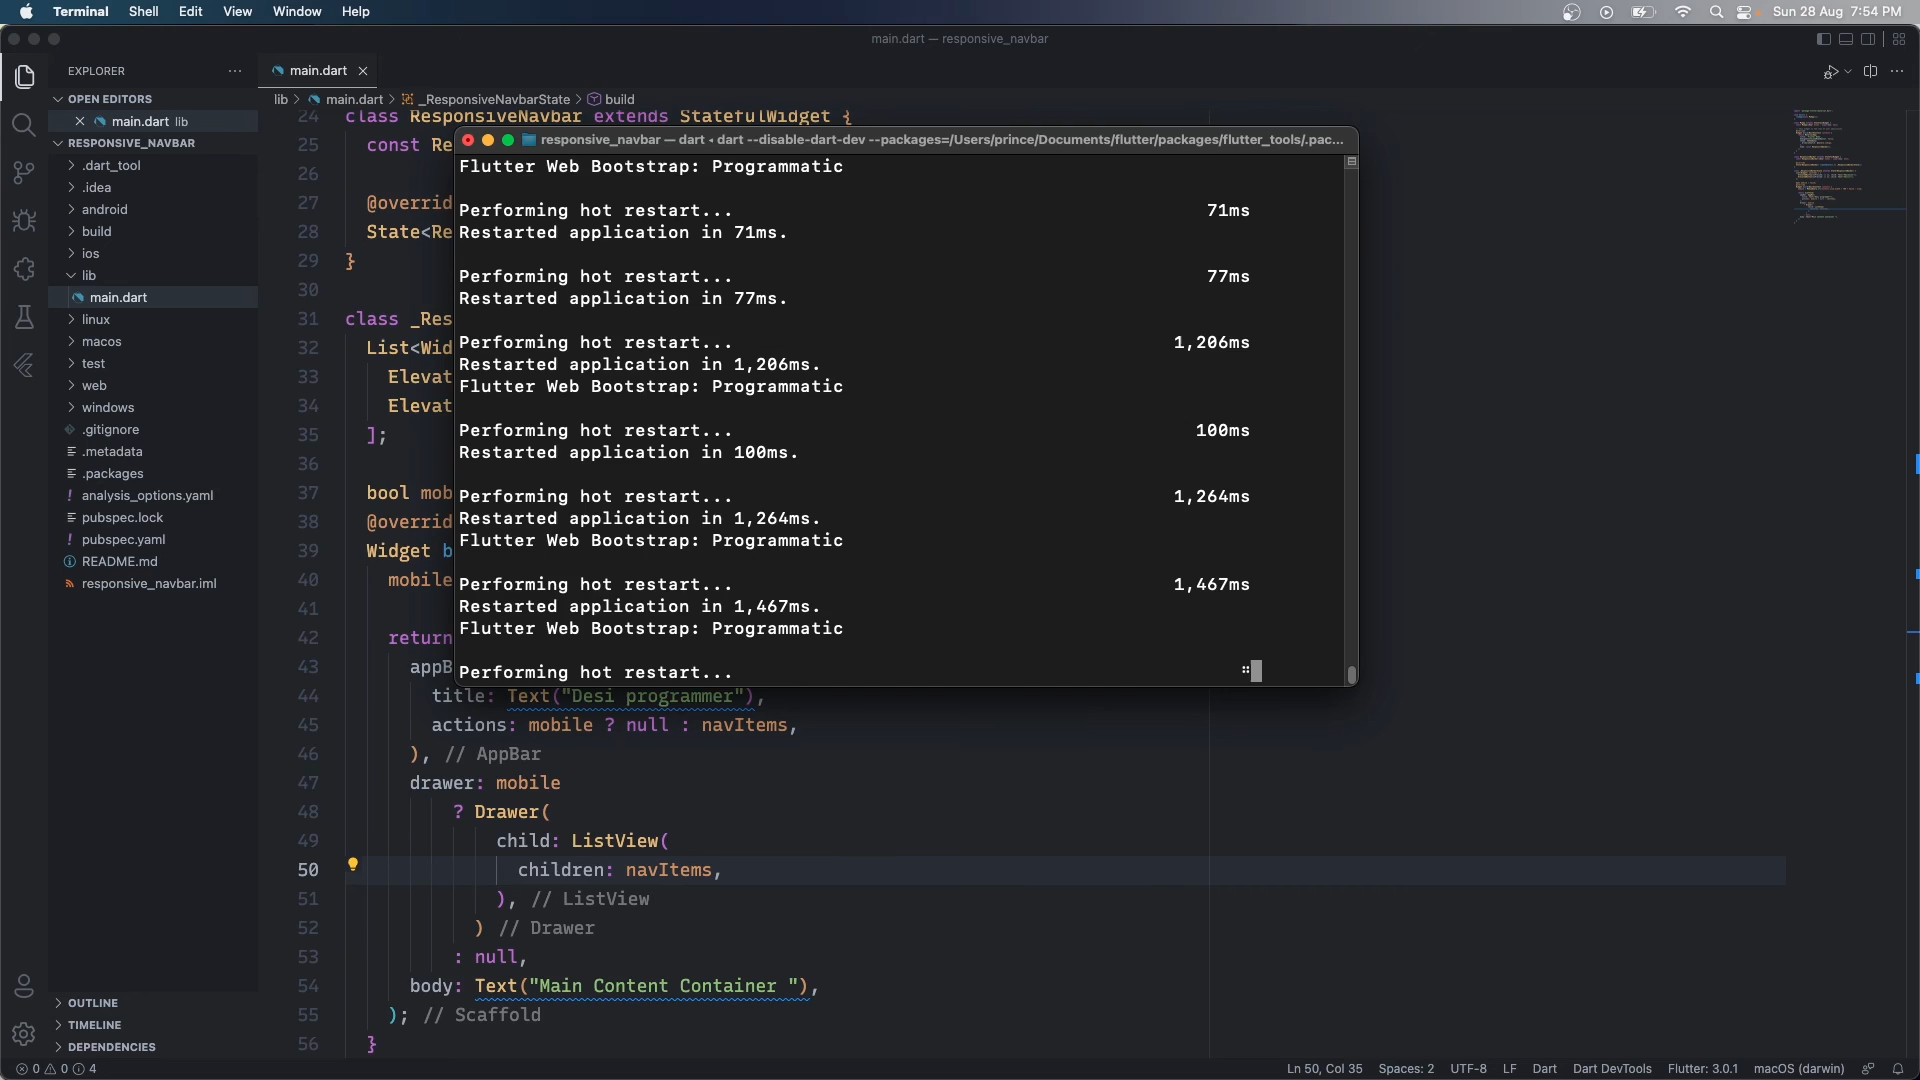 Terminal Shell Edit View Window Help
Sun 28 Aug 7:54 PM
main.dart — responsive_navbar
EXPLORER
main.dart
OPEN EDITORS
main.dart lib
RESPONSIVE_NAVBAR
.dart_tool
.idea
android
build
ios
lib
main.dart
linux
macos
test
web
windows
.gitignore
.metadata
.packages
analysis_options.yaml
pubspec.lock
pubspec.yaml
README.md
responsive_navbar.iml
OUTLINE
TIMELINE
DEPENDENCIES
lib > main.dart > _ResponsiveNavbarState > build
24 class ResponsiveNavbar extends StatefulWidget {
25 const Re
26
27 @overrid
28 State<Re
29 }
30
31 class _Res
32 List<Wid
33 Elevat
34 Elevat
35 ];
36
37 bool mob
38 @overrid
39 Widget b
40 mobile
41
42 return
43 appB
44 title: Text("Desi programmer"),
45 actions: mobile ? null : navItems,
46 ), // AppBar
47 drawer: mobile
48 ? Drawer(
49 child: ListView(
50 children: navItems,
51 ), // ListView
52 ) // Drawer
53 : null,
54 body: Text("Main Content Container "),
55 ); // Scaffold
56 }
responsive_navbar — dart ◂ dart --disable-dart-dev --packages=/Users/prince/Documents/flutter/packages/flutter_tools/.pac...
Flutter Web Bootstrap: Programmatic
Performing hot restart... 71ms
Restarted application in 71ms.
Performing hot restart... 77ms
Restarted application in 77ms.
Performing hot restart... 1,206ms
Restarted application in 1,206ms.
Flutter Web Bootstrap: Programmatic
Performing hot restart... 100ms
Restarted application in 100ms.
Performing hot restart... 1,264ms
Restarted application in 1,264ms.
Flutter Web Bootstrap: Programmatic
Performing hot restart... 1,467ms
Restarted application in 1,467ms.
Flutter Web Bootstrap: Programmatic
Performing hot restart...
0 0 4
Ln 50, Col 35 Spaces: 2 UTF-8 LF Dart Dart DevTools Flutter: 3.0.1 macOS (darwin)